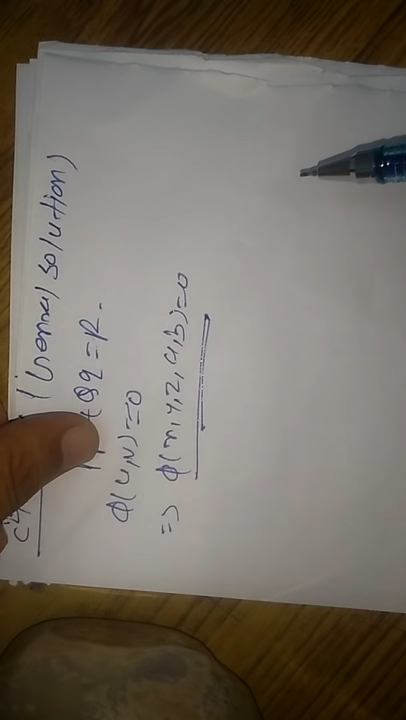 (General solution)
+ Qq = R.
φ(u,v) = 0
⇒ φ(x,y,z,a,b) = 0